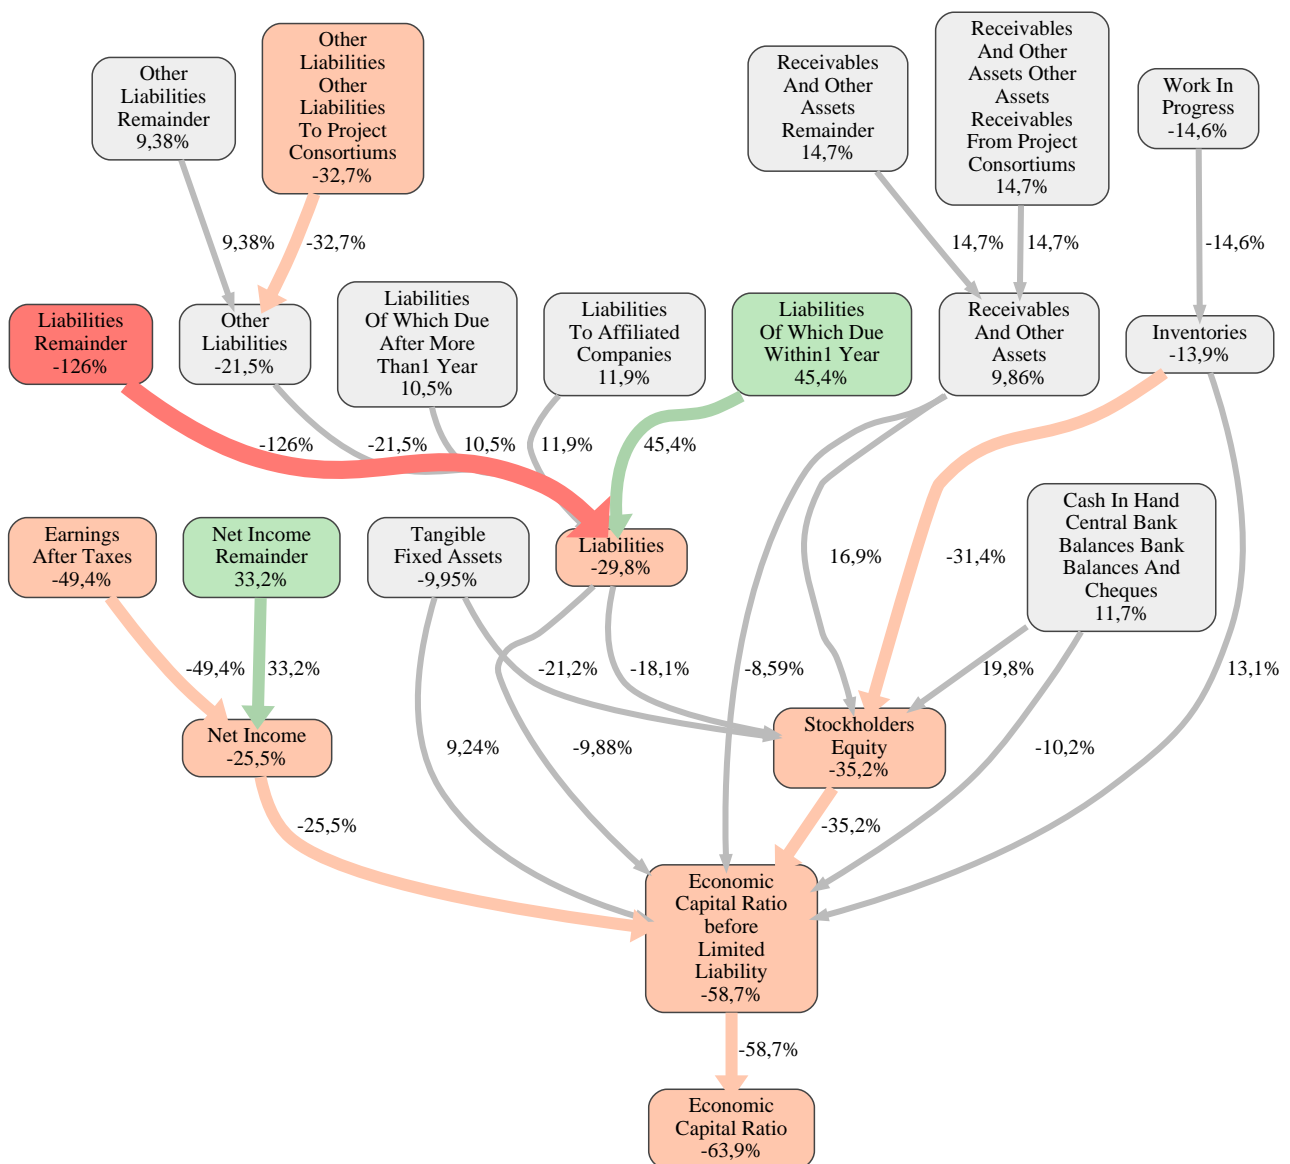 Other
Liabilities
Remainder
9,38%
Other
Liabilities
Other
Liabilities
To Project
Consortiums
-32,7%
Receivables
And Other
Assets
Remainder
14,7%
Receivables
And Other
Assets Other
Assets
Receivables
From Project
Consortiums
14,7%
Work In
Progress
-14,6%
9,38%
-32,7%
14,7%
14,7%
-14,6%
Liabilities
Remainder
-126%
Other
Liabilities
-21,5%
Liabilities
Of Which Due
After More
Than1 Year
10,5%
Liabilities
To Affiliated
Companies
11,9%
Liabilities
Of Which Due
Within1 Year
45,4%
Receivables
And Other
Assets
9,86%
Inventories
-13,9%
-126%
-21,5%
10,5%
11,9%
45,4%
Earnings
After Taxes
-49,4%
Net Income
Remainder
33,2%
Tangible
Fixed Assets
-9,95%
Liabilities
-29,8%
16,9%
-31,4%
Cash In Hand
Central Bank
Balances Bank
Balances And
Cheques
11,7%
-49,4%
33,2%
-21,2%
-18,1%
-8,59%
19,8%
13,1%
Net Income
-25,5%
9,24%
-9,88%
Stockholders
Equity
-35,2%
-10,2%
-25,5%
-35,2%
Economic
Capital Ratio
before
Limited
Liability
-58,7%
-58,7%
Economic
Capital Ratio
-63,9%